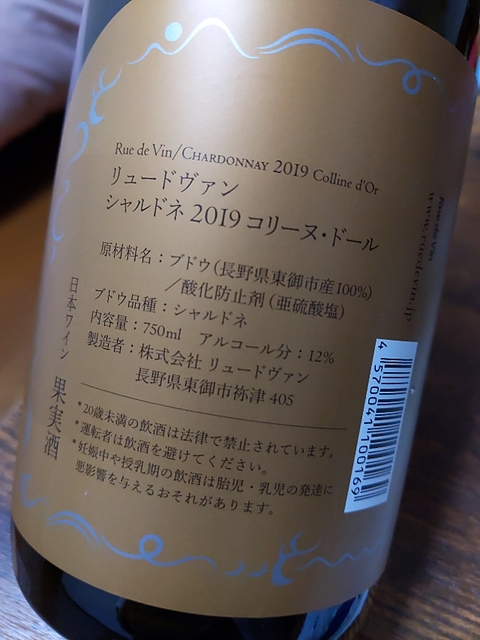 Rue de Vin/CHARDONNAY 2019 Colline d'Or
リュードヴァン
シャルドネ 2019 コリーヌ・ドール
原材料名：ブドウ（長野県東御市産100%）
／酸化防止剤（亜硫酸塩）
ブドウ品種：シャルドネ
内容量：750ml アルコール分：12%
製造者：株式会社 リュードヴァン
長野県東御市祢津 405
*20歳未満の飲酒は法律で禁止されています。
*運転者は飲酒を避けてください。
*妊娠中や授乳期の飲酒は胎児・乳児の発達に
悪影響を与えるおそれがあります。
日本ワイン 果実酒
Rue de Vin
www.ruedevin.jp
4 570041 100169